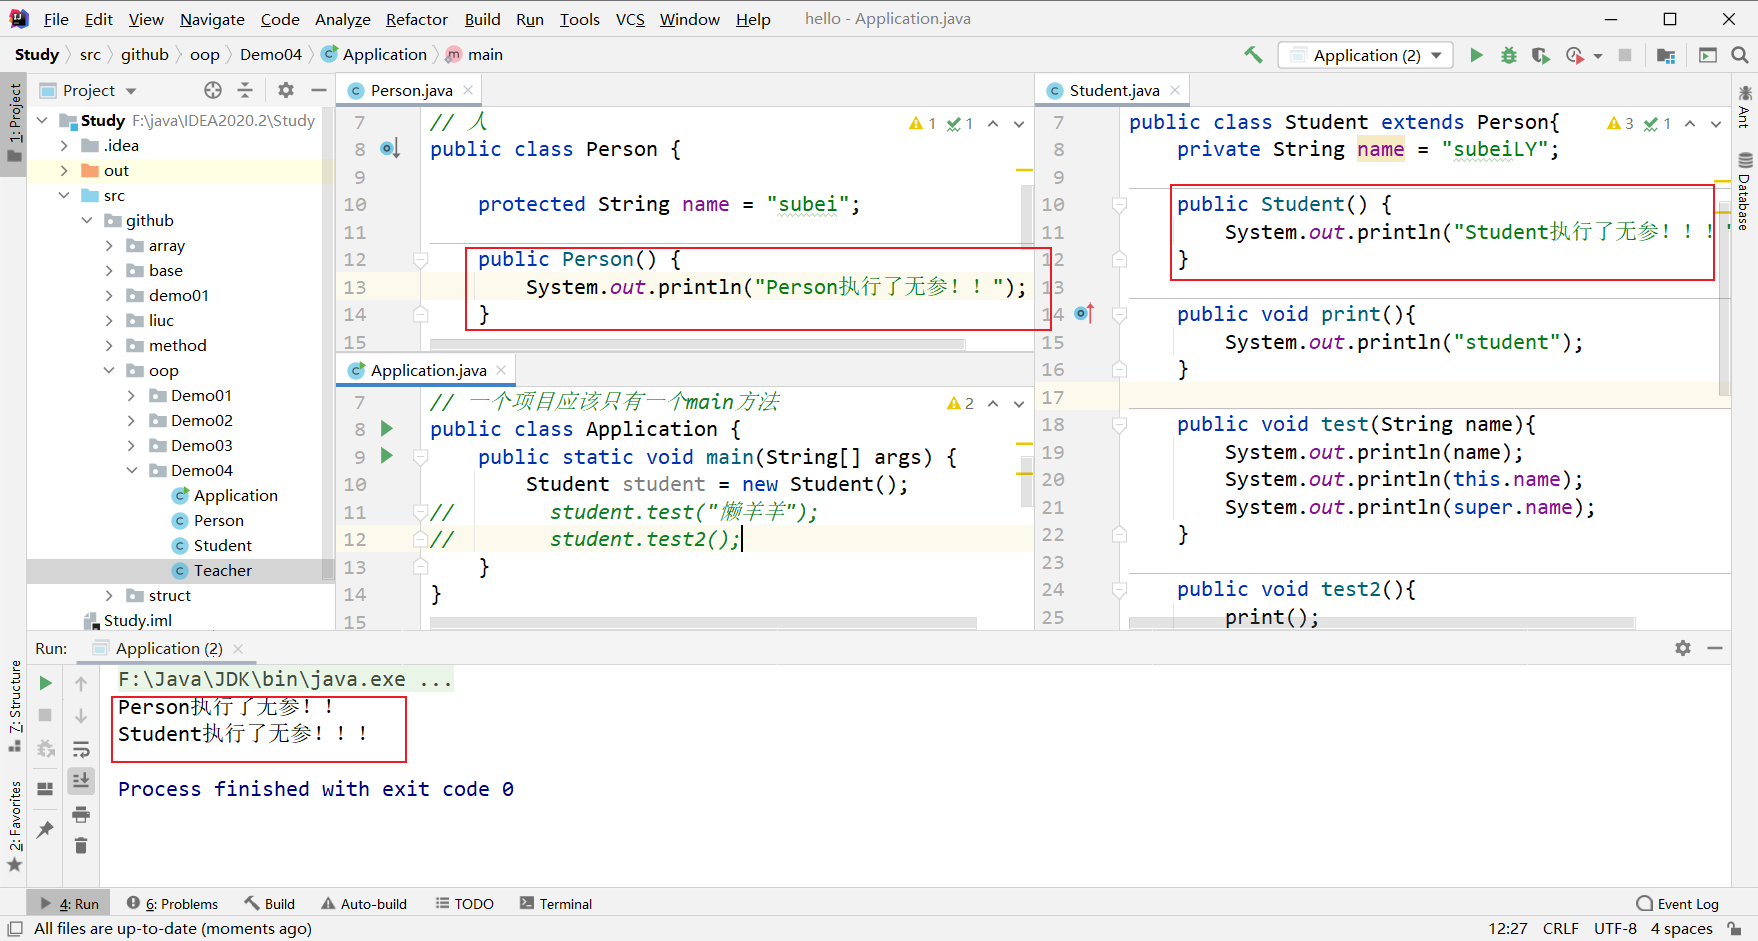 File Edit View Navigate Code Analyze Refactor Build Run Tools VCS Window Help hello - Application.java
Study src github oop Demo04 Application main Application (2)
1: Project
Project
Study F:\java\IDEA2020.2\Study
.idea
out
src
github
array
base
demo01
liuc
method
oop
Demo01
Demo02
Demo03
Demo04
Application
Person
Student
Teacher
struct
Study.iml
Person.java
1 1
7 // 人
8 public class Person {
9
10 protected String name = "subei";
11
12 public Person() {
13 System.out.println("Person执行了无参！！");
14 }
15
Application.java
2
7 // 一个项目应该只有一个main方法
8 public class Application {
9 public static void main(String[] args) {
10 Student student = new Student();
11 // student.test("懒羊羊");
12 // student.test2();
13 }
14 }
15
Student.java
3 1
7 public class Student extends Person{
8 private String name = "subeiLY";
9
10 public Student() {
11 System.out.println("Student执行了无参！！！"
12 }
13
14 public void print(){
15 System.out.println("student");
16 }
17
18 public void test(String name){
19 System.out.println(name);
20 System.out.println(this.name);
21 System.out.println(super.name);
22 }
23
24 public void test2(){
25 print();
Ant
Database
Run: Application (2)
F:\Java\JDK\bin\java.exe ...
Person执行了无参！！
Student执行了无参！！！
Process finished with exit code 0
7: Structure
2: Favorites
4: Run 6: Problems Build Auto-build TODO Terminal Event Log
All files are up-to-date (moments ago) 12:27 CRLF UTF-8 4 spaces